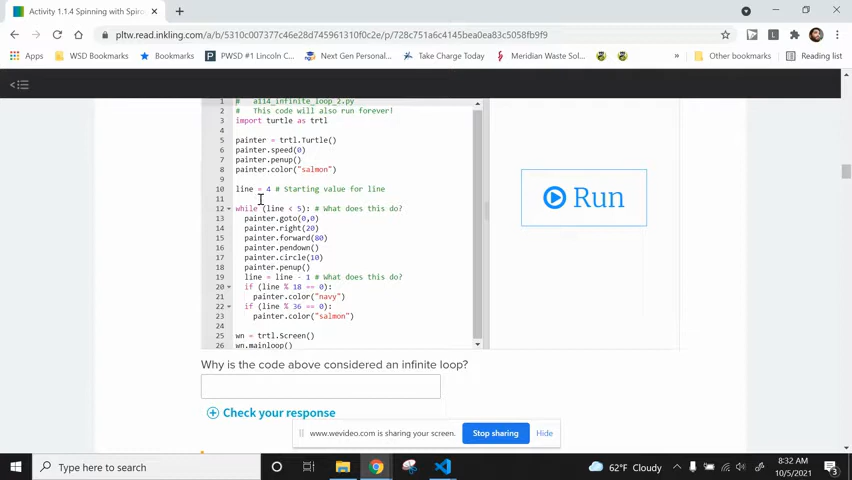 Activity 1.1.4 Spinning with Spir
pltw.read.inkling.com/a/b/5310c007377c46e28d745961310f0c2e/p/728c751a6c4145bea0ea83c5058fb9f9
Apps WSD Bookmarks Bookmarks PWSD #1 Lincoln C... Next Gen Personal... Take Charge Today Meridian Waste Sol... » Other bookmarks Reading list
1 # a114_infinite_loop_2.py
2 # This code will also run forever!
3 import turtle as trtl
4
5 painter = trtl.Turtle()
6 painter.speed(0)
7 painter.penup()
8 painter.color("salmon")
9
10 line = 4 # Starting value for line
11
12 while (line < 5): # What does this do?
13 painter.goto(0,0)
14 painter.right(20)
15 painter.forward(80)
16 painter.pendown()
17 painter.circle(10)
18 painter.penup()
19 line = line - 1 # What does this do?
20 if (line % 18 == 0):
21 painter.color("navy")
22 if (line % 36 == 0):
23 painter.color("salmon")
24
25 wn = trtl.Screen()
26 wn.mainloop()
Run
Why is the code above considered an infinite loop?
Check your response
www.wevideo.com is sharing your screen. Stop sharing Hide
Type here to search
62°F Cloudy
8:32 AM
10/5/2021
3